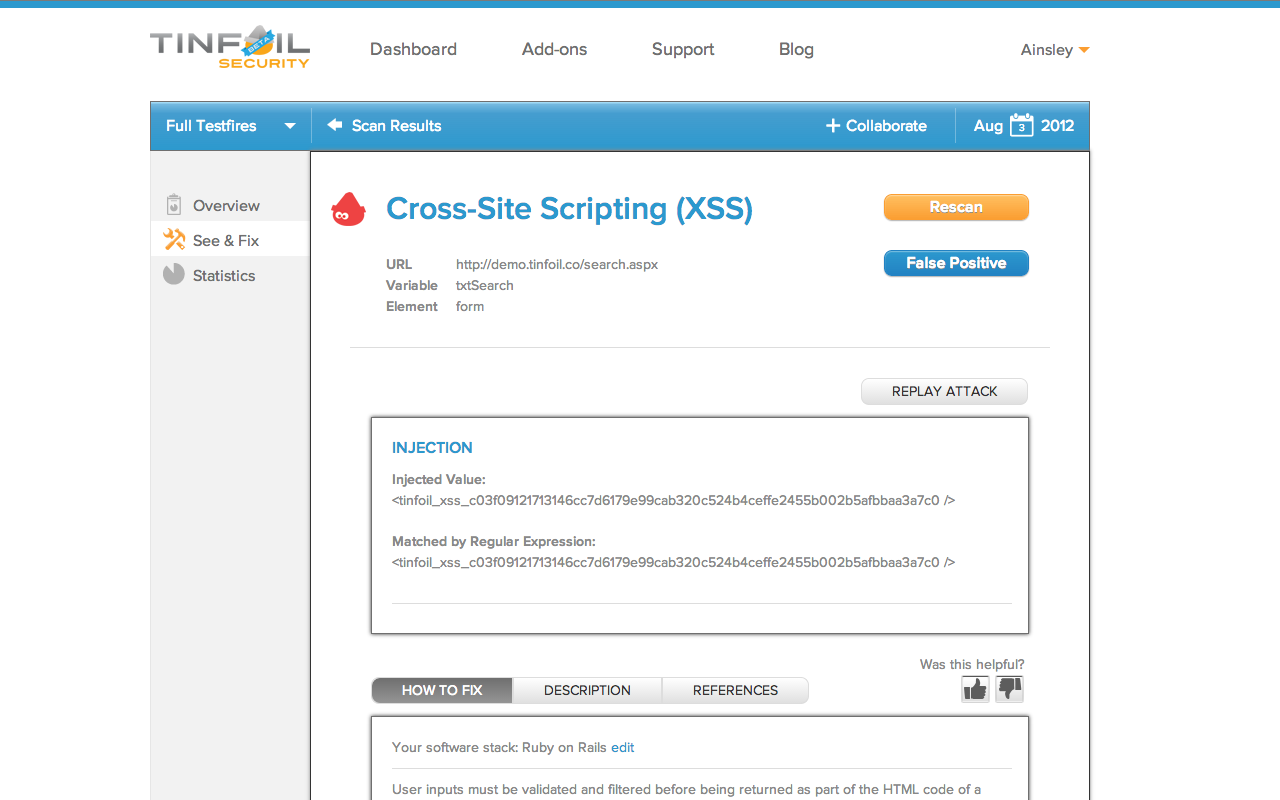 TINFOIL
BETA
SECURITY
Dashboard Add-ons Support Blog Ainsley
Full Testfires Scan Results + Collaborate Aug 3 2012
Overview
See & Fix
Statistics
Cross-Site Scripting (XSS)
Rescan
False Positive
URL http://demo.tinfoil.co/search.aspx
Variable txtSearch
Element form
REPLAY ATTACK
INJECTION
Injected Value:
<tinfoil_xss_c03f09121713146cc7d6179e99cab320c524b4ceffe2455b002b5afbbaa3a7c0 />
Matched by Regular Expression:
<tinfoil_xss_c03f09121713146cc7d6179e99cab320c524b4ceffe2455b002b5afbbaa3a7c0 />
Was this helpful?
HOW TO FIX DESCRIPTION REFERENCES
Your software stack: Ruby on Rails edit
User inputs must be validated and filtered before being returned as part of the HTML code of a